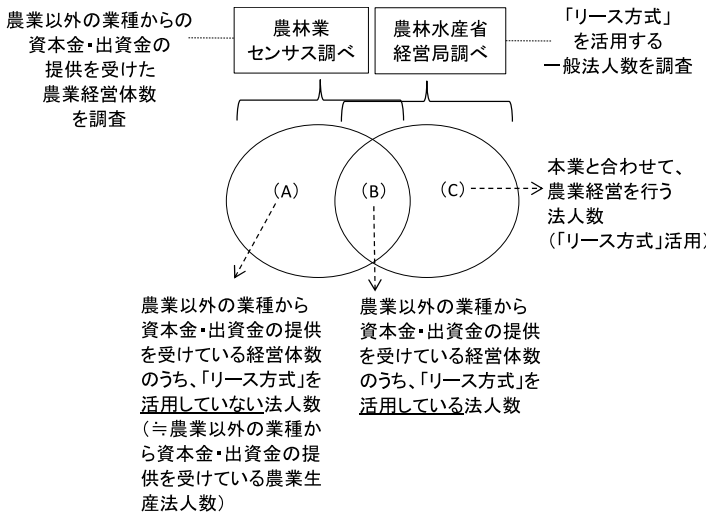 農業以外の業種からの
資本金・出資金の
提供を受けた
農業経営体数
を調査
農林業
センサス調べ
農林水産省
経営局調べ
「リース方式」
を活用する
一般法人数を調査
(A)
(B)
(C)
本業と合わせて、
農業経営を行う
法人数
(「リース方式」活用)
農業以外の業種から
資本金・出資金の提供
を受けている経営体数
のうち、「リース方式」を
活用していない法人数
(≒農業以外の業種か
ら資本金・出資金の提
供を受けている農業生
産法人数)
農業以外の業種から
資本金・出資金の提供
を受けている経営体数
のうち、「リース方式」を
活用している法人数